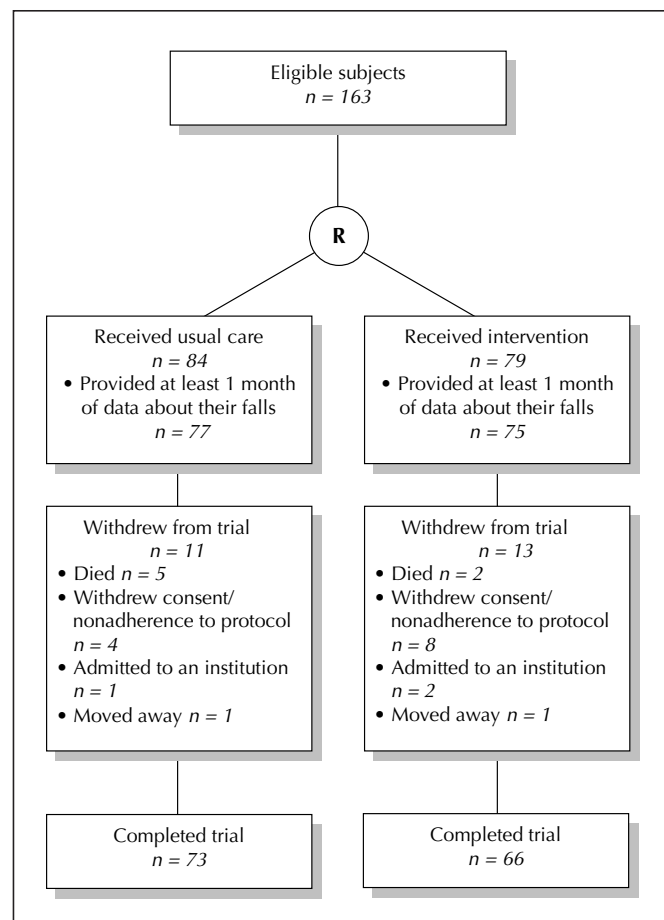 Eligible subjects
n = 163
R
Received usual care
n = 84
• Provided at least 1 month
of data about their falls
n = 77
Received intervention
n = 79
• Provided at least 1 month
of data about their falls
n = 75
Withdrew from trial
n = 11
• Died n = 5
• Withdrew consent/
nonadherence to protocol
n = 4
• Admitted to an institution
n = 1
• Moved away n = 1
Withdrew from trial
n = 13
• Died n = 2
• Withdrew consent/
nonadherence to protocol
n = 8
• Admitted to an institution
n = 2
• Moved away n = 1
Completed trial
n = 73
Completed trial
n = 66